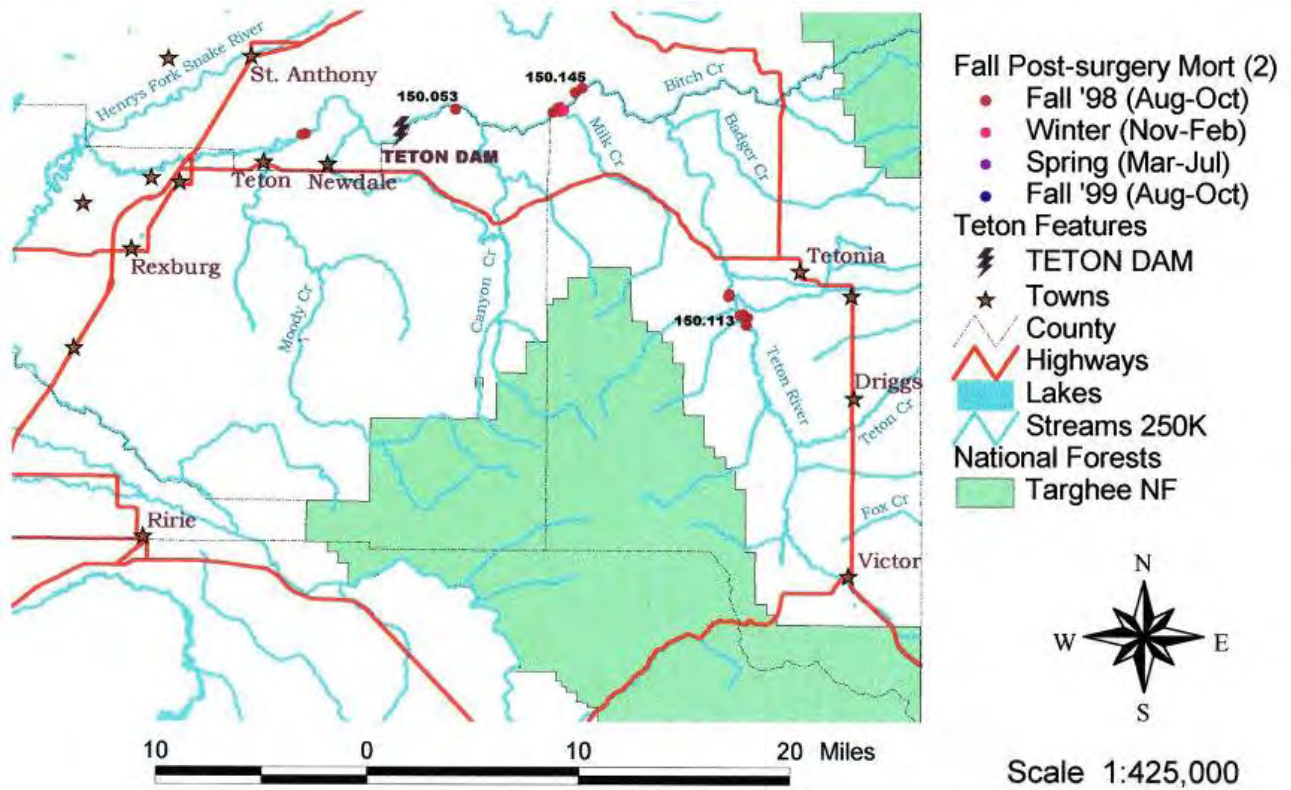 Henrys Fork Snake River
St. Anthony
150.053
150.145
Bitch Cr
TETON DAM
Milk Cr
Badger Cr
Teton
Newdale
Rexburg
Moody Cr
Canyon Cr
Tetonia
150.113
Teton River
Driggs
Teton Cr
Fox Cr
Ririe
Victor
Fall Post-surgery Mort (2)
Fall '98 (Aug-Oct)
Winter (Nov-Feb)
Spring (Mar-Jul)
Fall '99 (Aug-Oct)
Teton Features
TETON DAM
Towns
County
Highways
Lakes
Streams 250K
National Forests
Targhee NF
N
W E
S
10 0 10 20 Miles
Scale 1:425,000